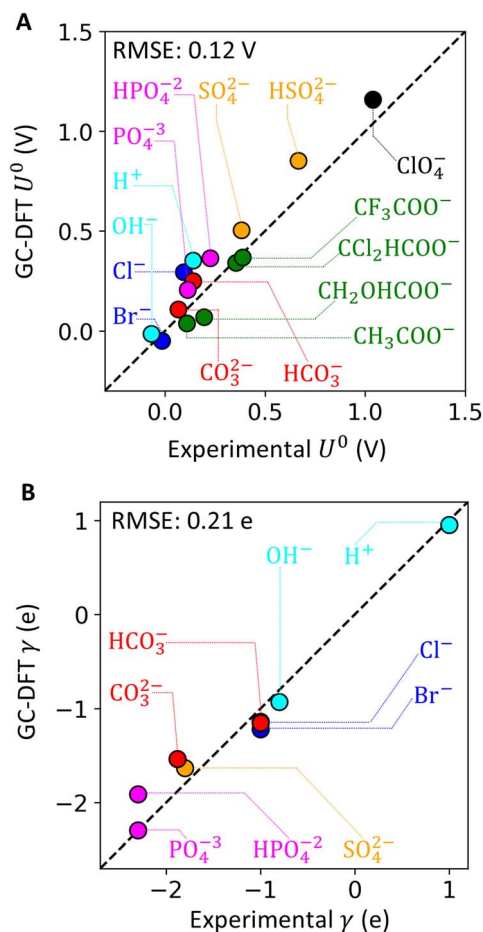 A
RMSE: 0.12 V
HPO₄⁻² SO₄²⁻ HSO₄²⁻
PO₄⁻³
H⁺
OH⁻
Cl⁻
Br⁻
ClO₄⁻
CF₃COO⁻
CCl₂HCOO⁻
CH₂OHCOO⁻
CH₃COO⁻
CO₃²⁻ HCO₃⁻
1.5
1.0
0.5
0.0
GC-DFT U⁰ (V)
0.0 0.5 1.0 1.5
Experimental U⁰ (V)
B
RMSE: 0.21 e
OH⁻ H⁺
HCO₃⁻
CO₃²⁻
Cl⁻
Br⁻
PO₄⁻³ HPO₄⁻² SO₄²⁻
1
0
−1
−2
GC-DFT γ (e)
−2 −1 0 1
Experimental γ (e)